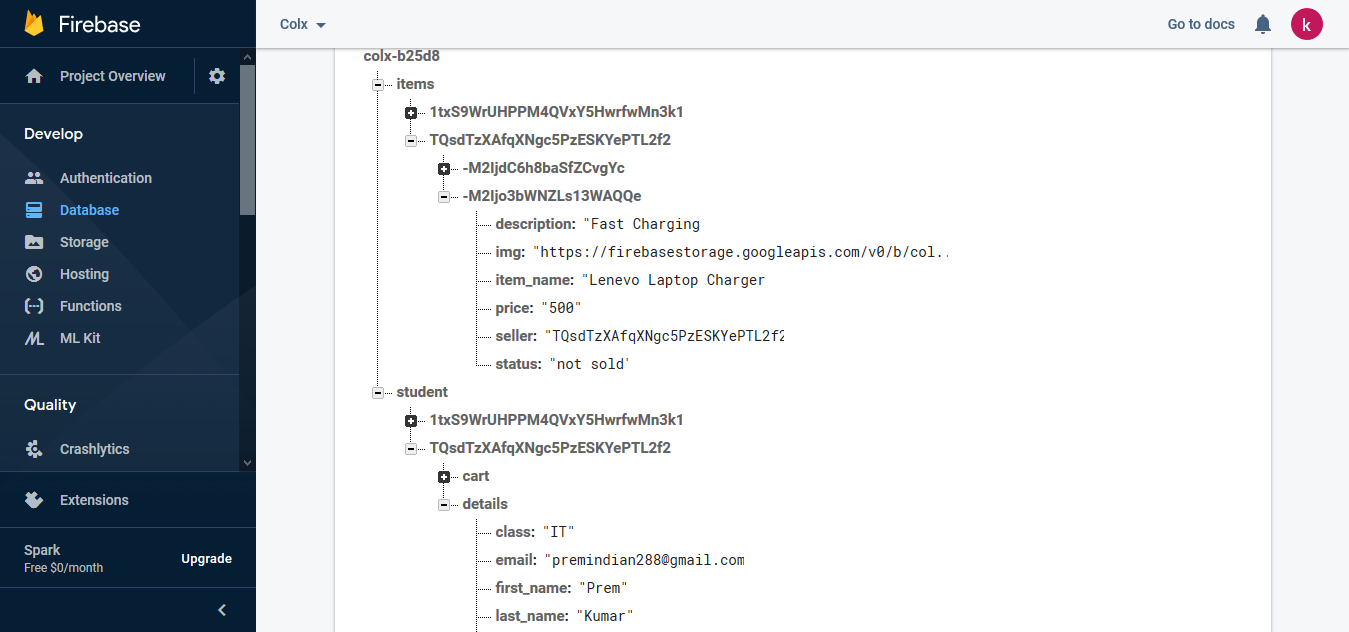 Firebase
Colx
Go to docs
k
Project Overview
Develop
Authentication
Database
Storage
Hosting
Functions
ML Kit
Quality
Crashlytics
Extensions
Spark
Free $0/month
Upgrade
colx-b25d8
items
1txS9WrUHPPM4QVxY5HwrfwMn3k1
TQsdTzXAfqXNgc5PzESKYePTL2f2
-M2IjdC6h8baSfZCvgYc
-M2Ijo3bWNZLs13WAQQe
description: "Fast Charging
img: "https://firebasestorage.googleapis.com/v0/b/col..
item_name: "Lenevo Laptop Charger
price: "500"
seller: "TQsdTzXAfqXNgc5PzESKYePTL2f2
status: "not sold'
student
1txS9WrUHPPM4QVxY5HwrfwMn3k1
TQsdTzXAfqXNgc5PzESKYePTL2f2
cart
details
class: "IT"
email: "premindian288@gmail.com
first_name: "Prem"
last_name: "Kumar"